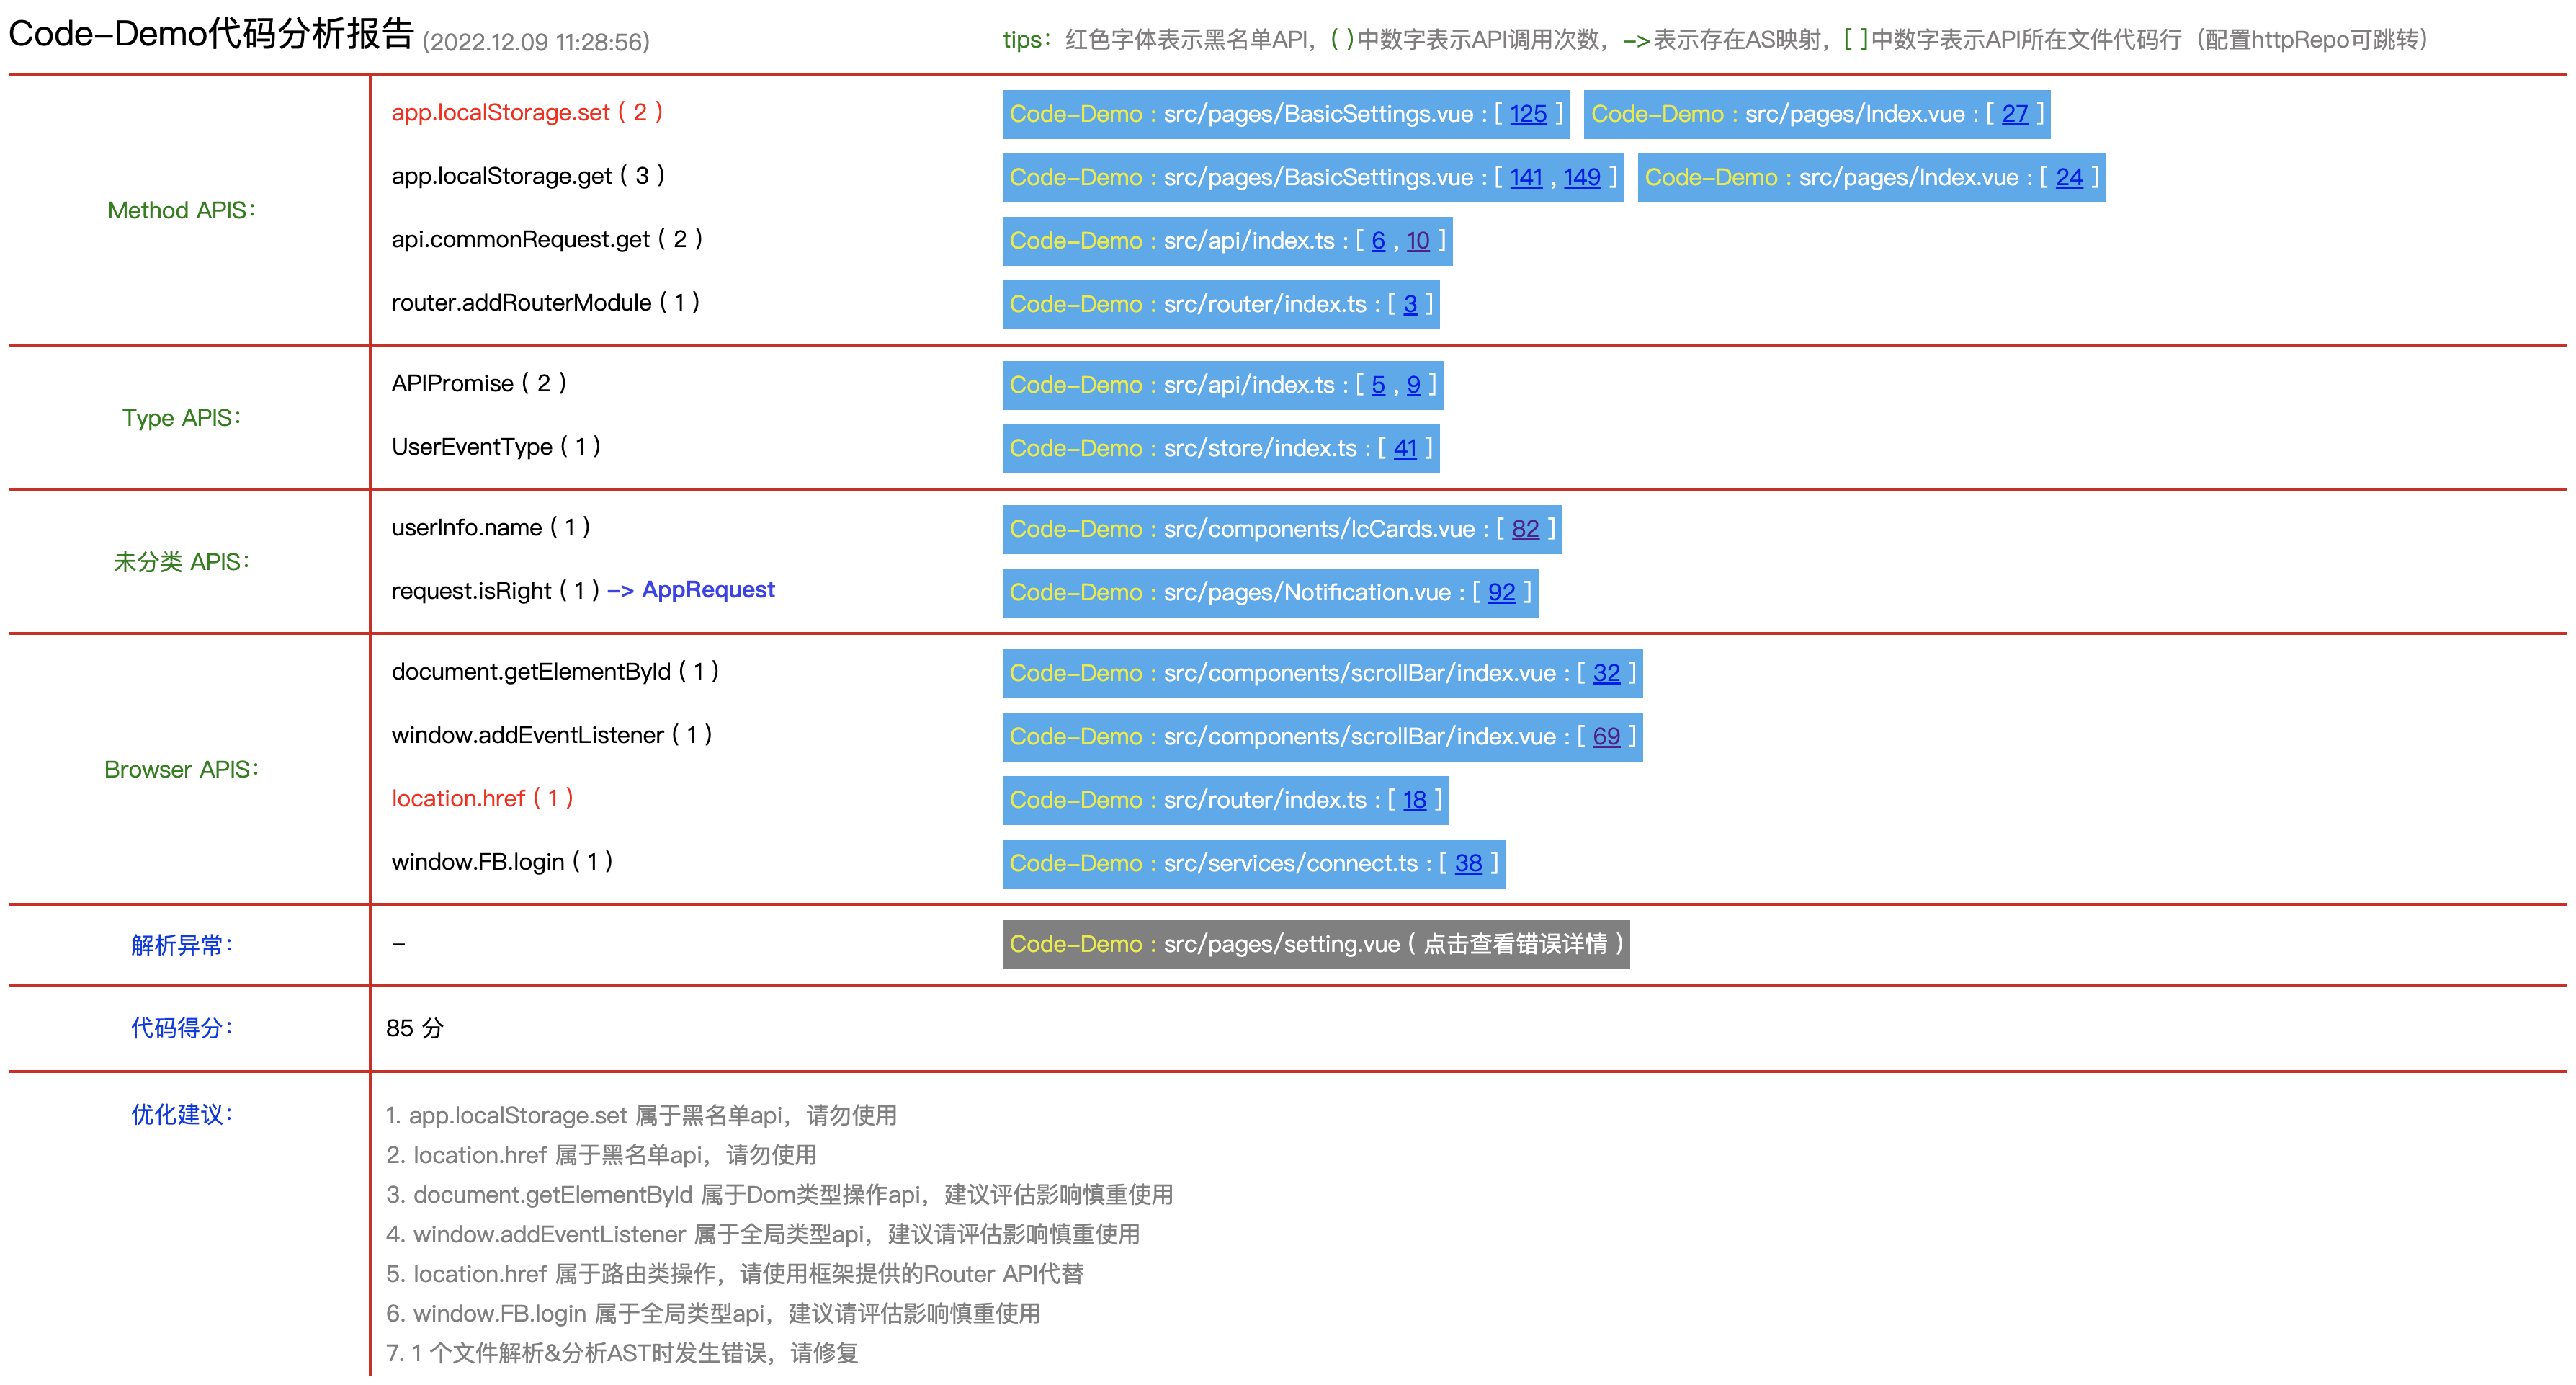 Code-Demo代码分析报告 (2022.12.09 11:28:56)
tips：红色字体表示黑名单API，( )中数字表示API调用次数，->表示存在AS映射，[ ]中数字表示API所在文件代码行（配置httpRepo可跳转）
Method APIS：
app.localStorage.set ( 2 )
Code-Demo : src/pages/BasicSettings.vue : [ 125 ] Code-Demo : src/pages/Index.vue : [ 27 ]
app.localStorage.get ( 3 )
Code-Demo : src/pages/BasicSettings.vue : [ 141 , 149 ] Code-Demo : src/pages/Index.vue : [ 24 ]
api.commonRequest.get ( 2 )
Code-Demo : src/api/index.ts : [ 6 , 10 ]
router.addRouterModule ( 1 )
Code-Demo : src/router/index.ts : [ 3 ]
Type APIS：
APIPromise ( 2 )
Code-Demo : src/api/index.ts : [ 5 , 9 ]
UserEventType ( 1 )
Code-Demo : src/store/index.ts : [ 41 ]
未分类 APIS：
userInfo.name ( 1 )
Code-Demo : src/components/IcCards.vue : [ 82 ]
request.isRight ( 1 ) -> AppRequest
Code-Demo : src/pages/Notification.vue : [ 92 ]
Browser APIS：
document.getElementById ( 1 )
Code-Demo : src/components/scrollBar/index.vue : [ 32 ]
window.addEventListener ( 1 )
Code-Demo : src/components/scrollBar/index.vue : [ 69 ]
location.href ( 1 )
Code-Demo : src/router/index.ts : [ 18 ]
window.FB.login ( 1 )
Code-Demo : src/services/connect.ts : [ 38 ]
解析异常：
-
Code-Demo : src/pages/setting.vue ( 点击查看错误详情 )
代码得分：
85 分
优化建议：
1. app.localStorage.set 属于黑名单api，请勿使用
2. location.href 属于黑名单api，请勿使用
3. document.getElementById 属于Dom类型操作api，建议评估影响慎重使用
4. window.addEventListener 属于全局类型api，建议请评估影响慎重使用
5. location.href 属于路由类操作，请使用框架提供的Router API代替
6. window.FB.login 属于全局类型api，建议请评估影响慎重使用
7. 1 个文件解析&分析AST时发生错误，请修复